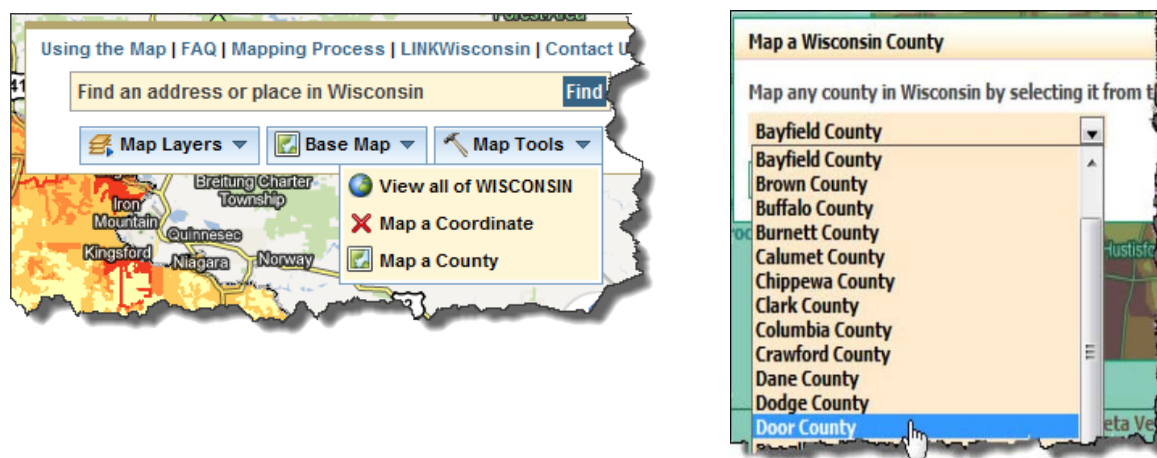 Forest Area
Using the Map | FAQ | Mapping Process | LINKWisconsin | Contact U
41
Find an address or place in Wisconsin Find
Map Layers Base Map Map Tools
View all of WISCONSIN
Map a Coordinate
Map a County
Breitung Charter
Township
Iron
Mountain
Quinnesec
Kingsford
Niagara
Norway
Map a Wisconsin County
Map any county in Wisconsin by selecting it from t
Bayfield County
Bayfield County
Brown County
Buffalo County
Burnett County
Calumet County
Chippewa County
Clark County
Columbia County
Crawford County
Dane County
Dodge County
Door County
Hustisfo
eta Ve